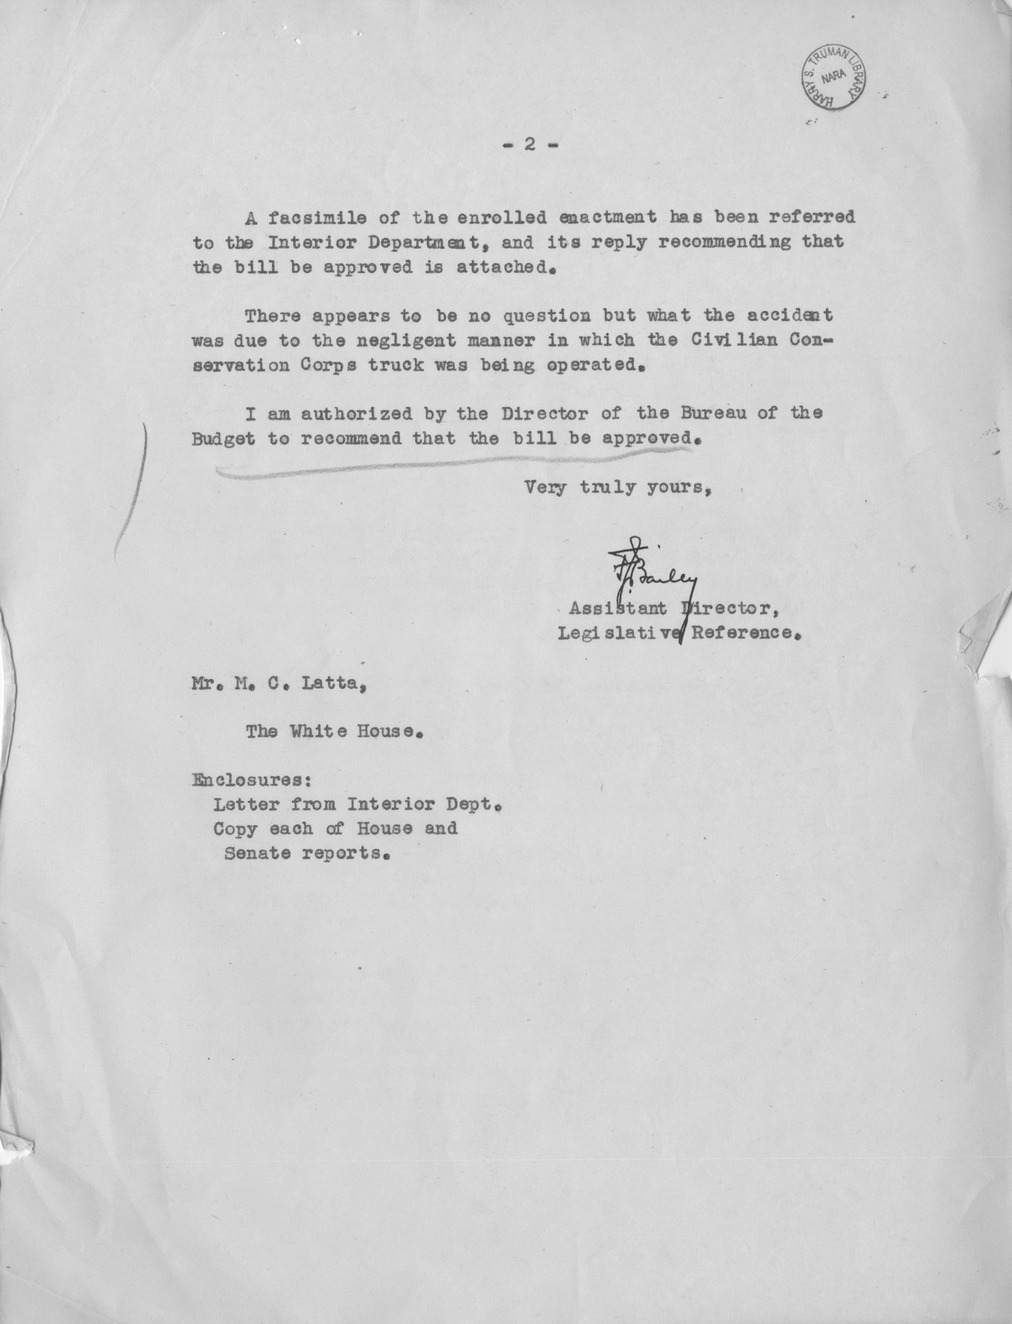 HARRY S. TRUMAN LIBRARY
NARA
- 2 -
A facsimile of the enrolled enactment has been referred
to the Interior Department, and its reply recommending that
the bill be approved is attached.
There appears to be no question but what the accident
was due to the negligent manner in which the Civilian Con-
servation Corps truck was being operated.
I am authorized by the Director of the Bureau of the
Budget to recommend that the bill be approved.
Very truly yours,
F J Bailey
Assistant Director,
Legislative Reference.
Mr. M. C. Latta,
The White House.
Enclosures:
Letter from Interior Dept.
Copy each of House and
Senate reports.